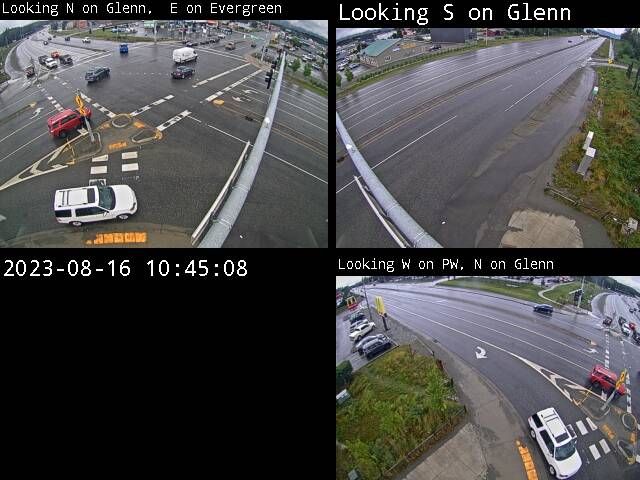 Looking N on Glenn,  E on Evergreen
Looking S on Glenn
2023-08-16 10:45:08
Looking W on PW, N on Glenn